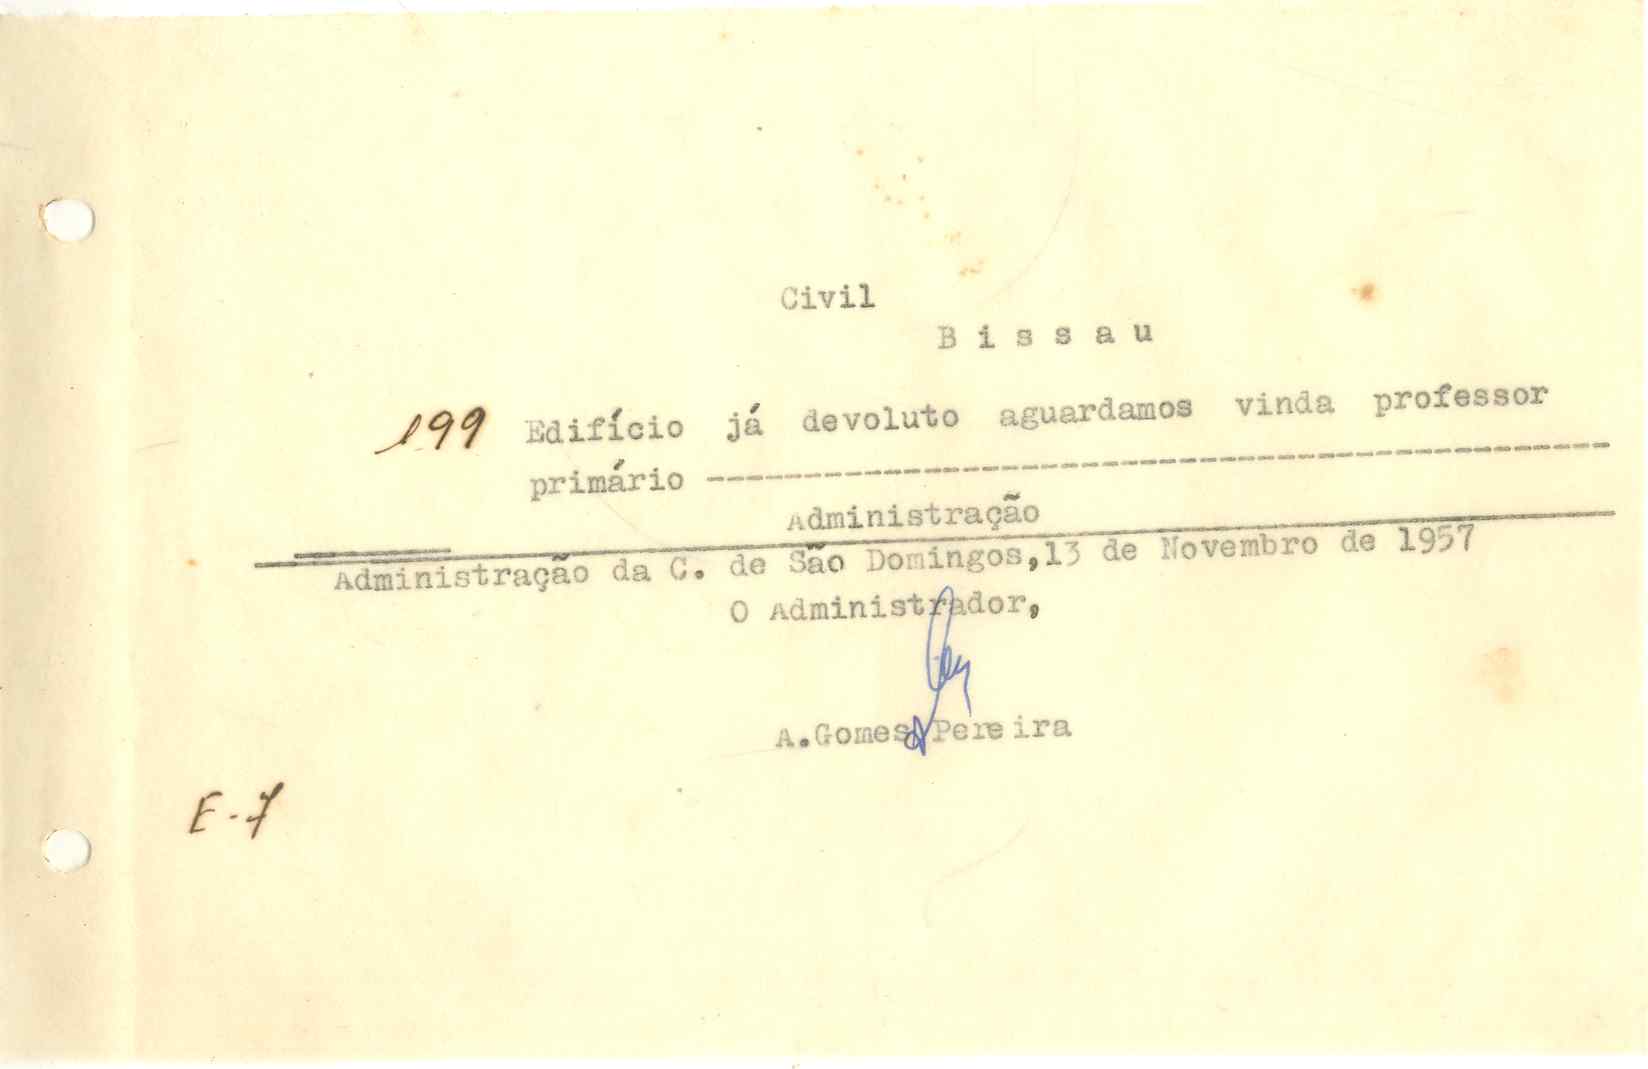 Civil
B i s s a u
199 Edifício já devoluto aguardamos vinda professor
primário ----------------------------------------------
Administração
Administração da C. de São Domingos,13 de Novembro de 1957
O Administrador,
A.Gomes Pereira
E-7